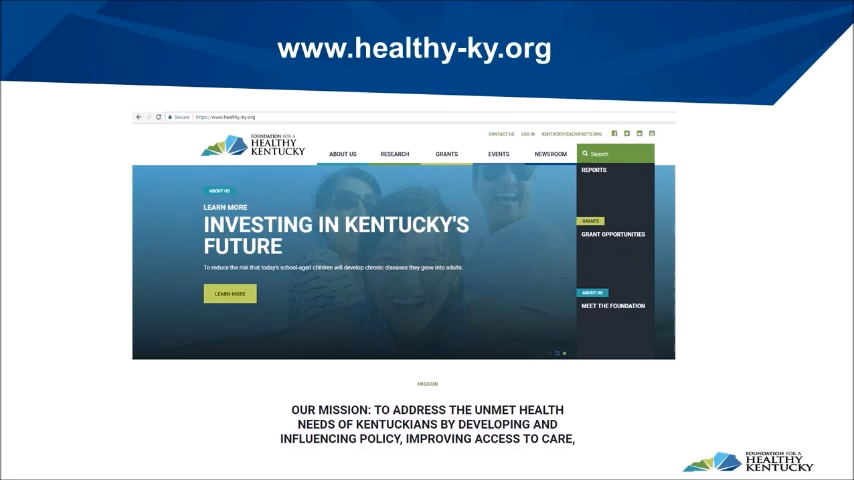 www.healthy-ky.org
Secure https://www.healthy-ky.org
CONTACT US LOG IN KENTUCKYHEALTHFACTS.ORG
FOUNDATION FOR A
HEALTHY
KENTUCKY
ABOUT US RESEARCH GRANTS EVENTS NEWSROOM
Search
REPORTS
ABOUT US
LEARN MORE
INVESTING IN KENTUCKY'S
FUTURE
To reduce the risk that today's school-aged children will develop chronic diseases they grow into adults.
LEARN MORE
GRANTS
GRANT OPPORTUNITIES
ABOUT US
MEET THE FOUNDATION
MISSION
OUR MISSION: TO ADDRESS THE UNMET HEALTH
NEEDS OF KENTUCKIANS BY DEVELOPING AND
INFLUENCING POLICY, IMPROVING ACCESS TO CARE,
FOUNDATION FOR A
HEALTHY
KENTUCKY